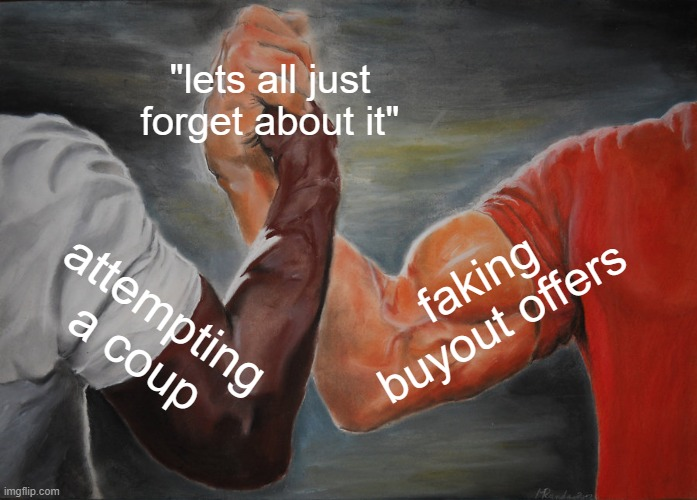 "lets all just
forget about it"
attempting
a coup
faking
buyout offers
imgflip.com